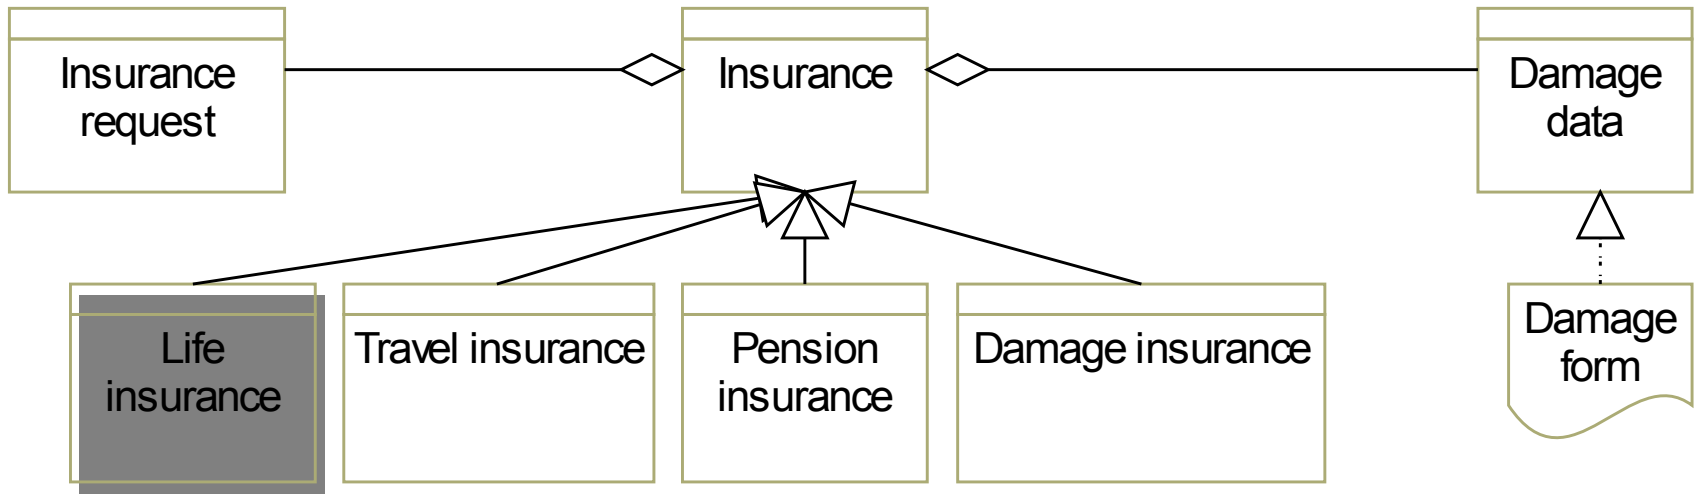 Insurance
request
Insurance
Damage
data
Life
insurance
Travel insurance
Pension
insurance
Damage insurance
Damage
form